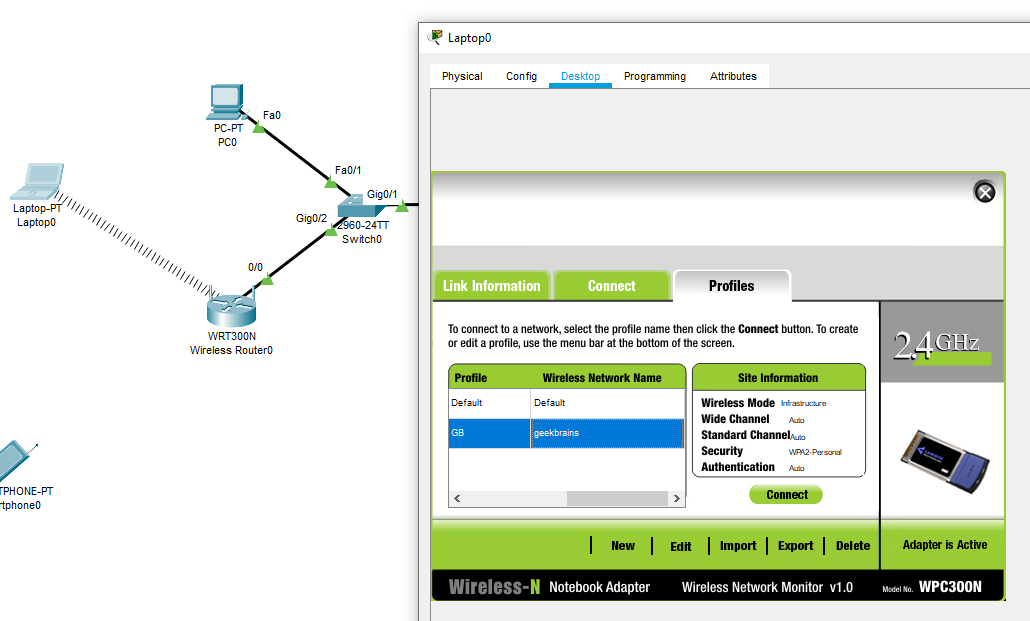 Laptop0
Physical Config Desktop Programming Attributes
Fa0
PC-PT
PC0
Fa0/1
Gig0/1
Laptop-PT
Laptop0
Gig0/2
2960-24TT
Switch0
0/0
WRT300N
Wireless Router0
TPHONE-PT
rtphone0
Link Information Connect Profiles
To connect to a network, select the profile name then click the Connect button. To create
or edit a profile, use the menu bar at the bottom of the screen.
2.4GHz
Profile Wireless Network Name
Default Default
GB geekbrains
Site Information
Wireless Mode Infrastructure
Wide Channel Auto
Standard Channel Auto
Security WPA2-Personal
Authentication Auto
Connect
New Edit Import Export Delete
Adapter is Active
Wireless-N Notebook Adapter Wireless Network Monitor v1.0 Model No. WPC300N